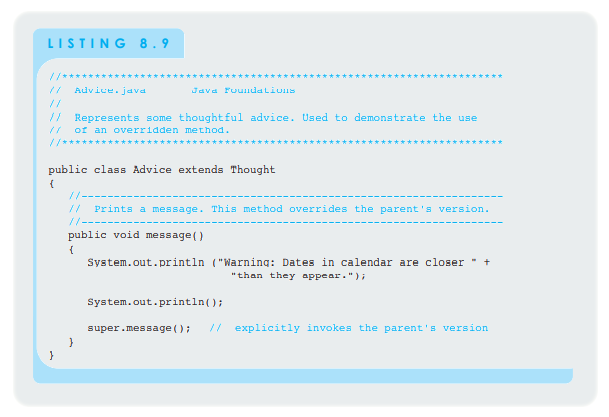 LISTING 8.9
//********************************************************************
//  Advice.java       Java Foundations
//
//  Represents some thoughtful advice. Used to demonstrate the use
//  of an overridden method.
//********************************************************************
public class Advice extends Thought
{
   //-----------------------------------------------------------------
   //  Prints a message. This method overrides the parent's version.
   //-----------------------------------------------------------------
   public void message()
   {
      System.out.println ("Warning: Dates in calendar are closer " +
                          "than they appear.");
      System.out.println();
      super.message();   //  explicitly invokes the parent's version
   }
}